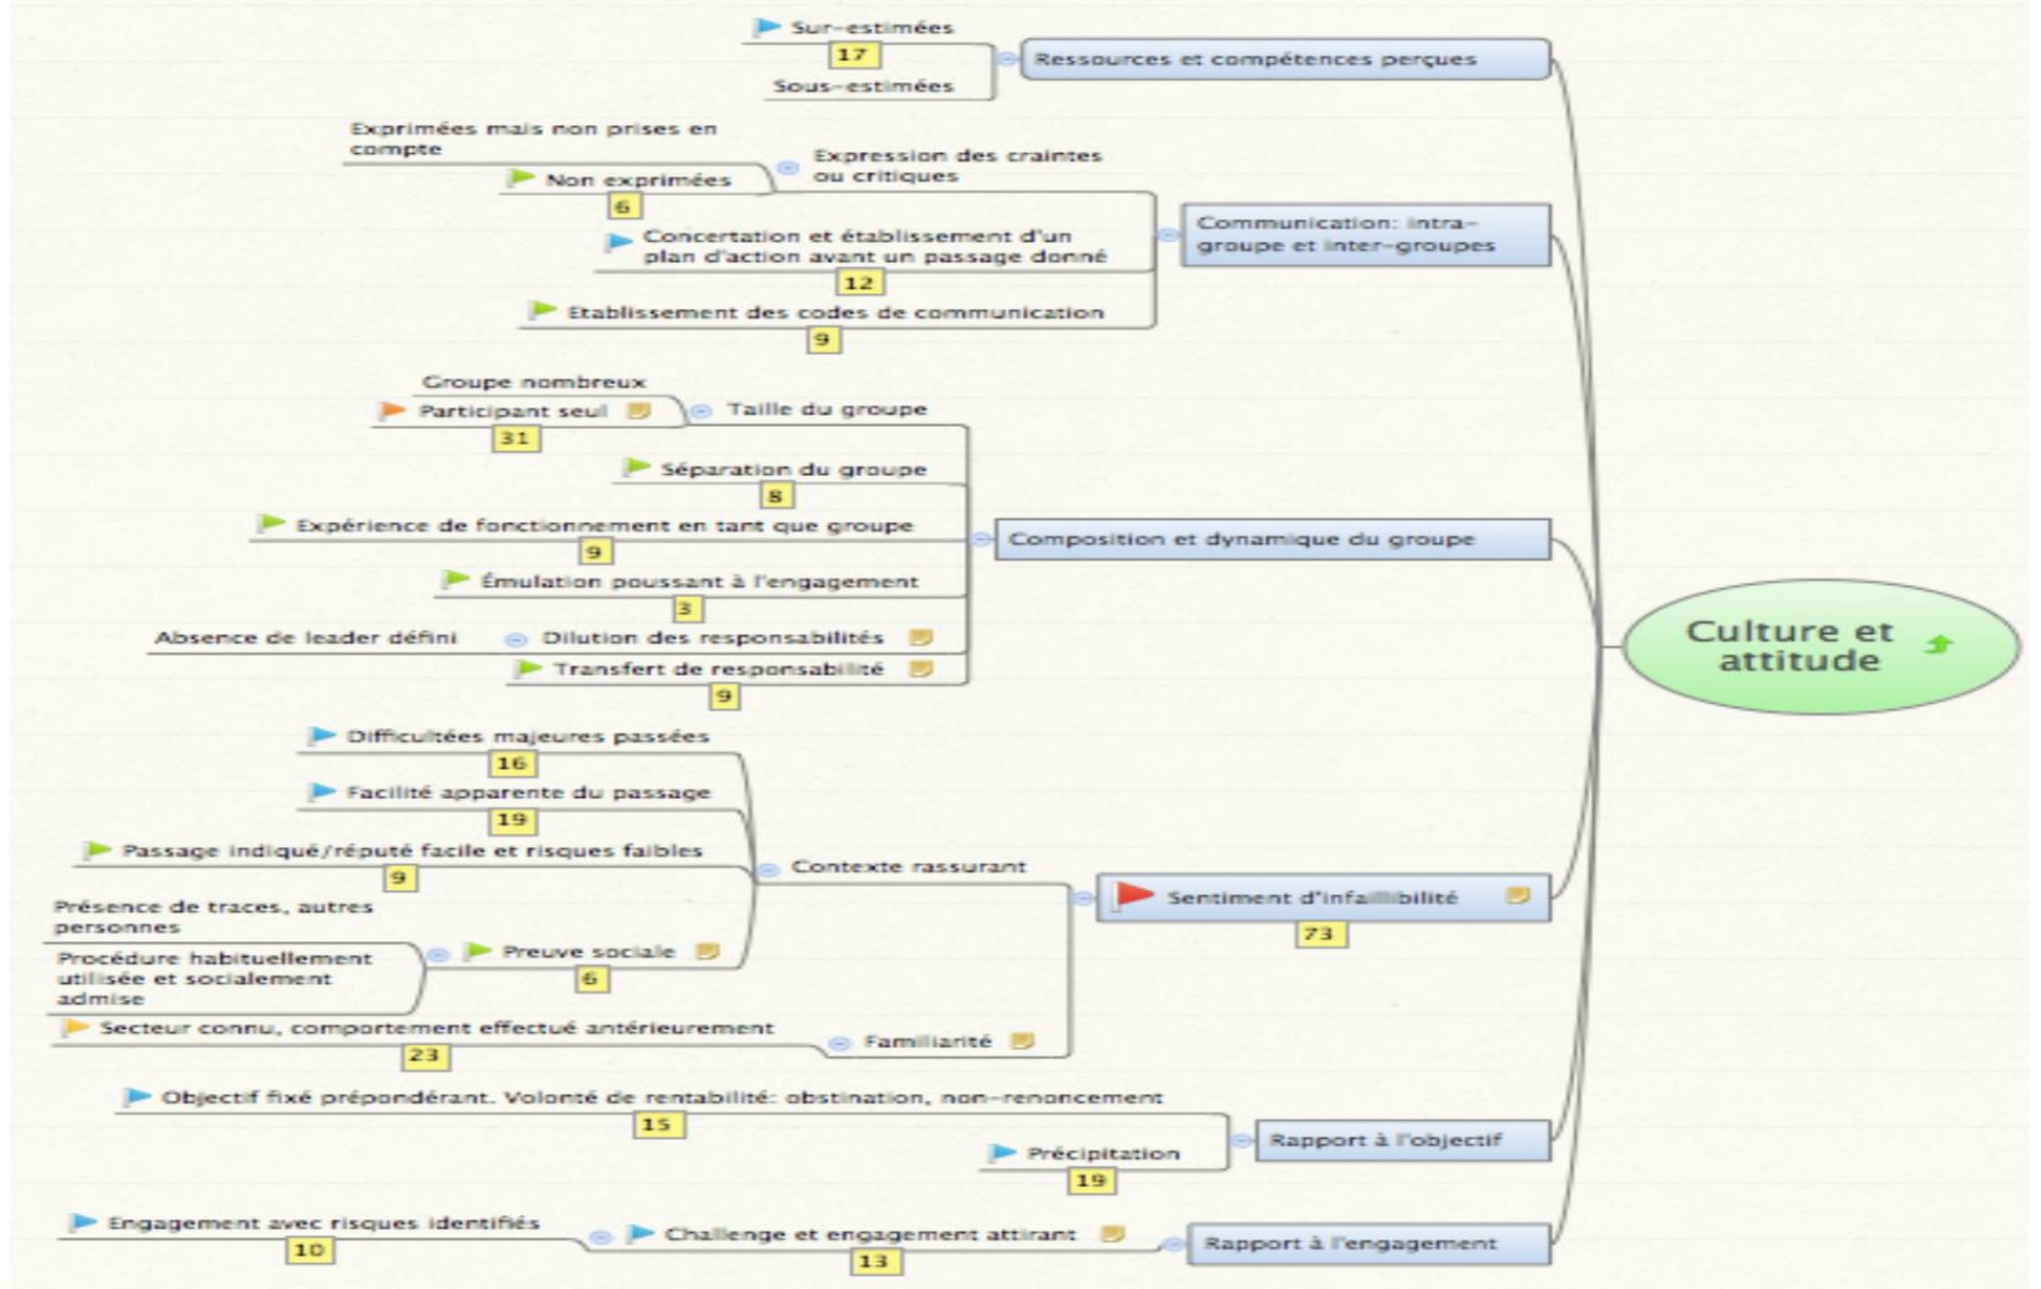 Sur-estimées
17
Sous-estimées
Ressources et compétences perçues
Exprimées mais non prises en
compte
Non exprimées
6
Expression des craintes
ou critiques
Concertation et établissement d'un
plan d'action avant un passage donné
12
Etablissement des codes de communication
9
Communication: intra-
groupe et inter-groupes
Groupe nombreux
Participant seul
31
Taille du groupe
Séparation du groupe
8
Expérience de fonctionnement en tant que groupe
9
Émulation poussant à l'engagement
3
Absence de leader défini
Dilution des responsabilités
Transfert de responsabilité
9
Composition et dynamique du groupe
Culture et
attitude
Difficultées majeures passées
16
Facilité apparente du passage
19
Passage indiqué/réputé facile et risques faibles
9
Présence de traces, autres
personnes
Procédure habituellement
utilisée et socialement
admise
Preuve sociale
6
Contexte rassurant
Secteur connu, comportement effectué antérieurement
23
Familiarité
Sentiment d'infaillibilité
73
Objectif fixé prépondérant. Volonté de rentabilité: obstination, non-renoncement
15
Précipitation
19
Rapport à l'objectif
Engagement avec risques identifiés
10
Challenge et engagement attirant
13
Rapport à l'engagement